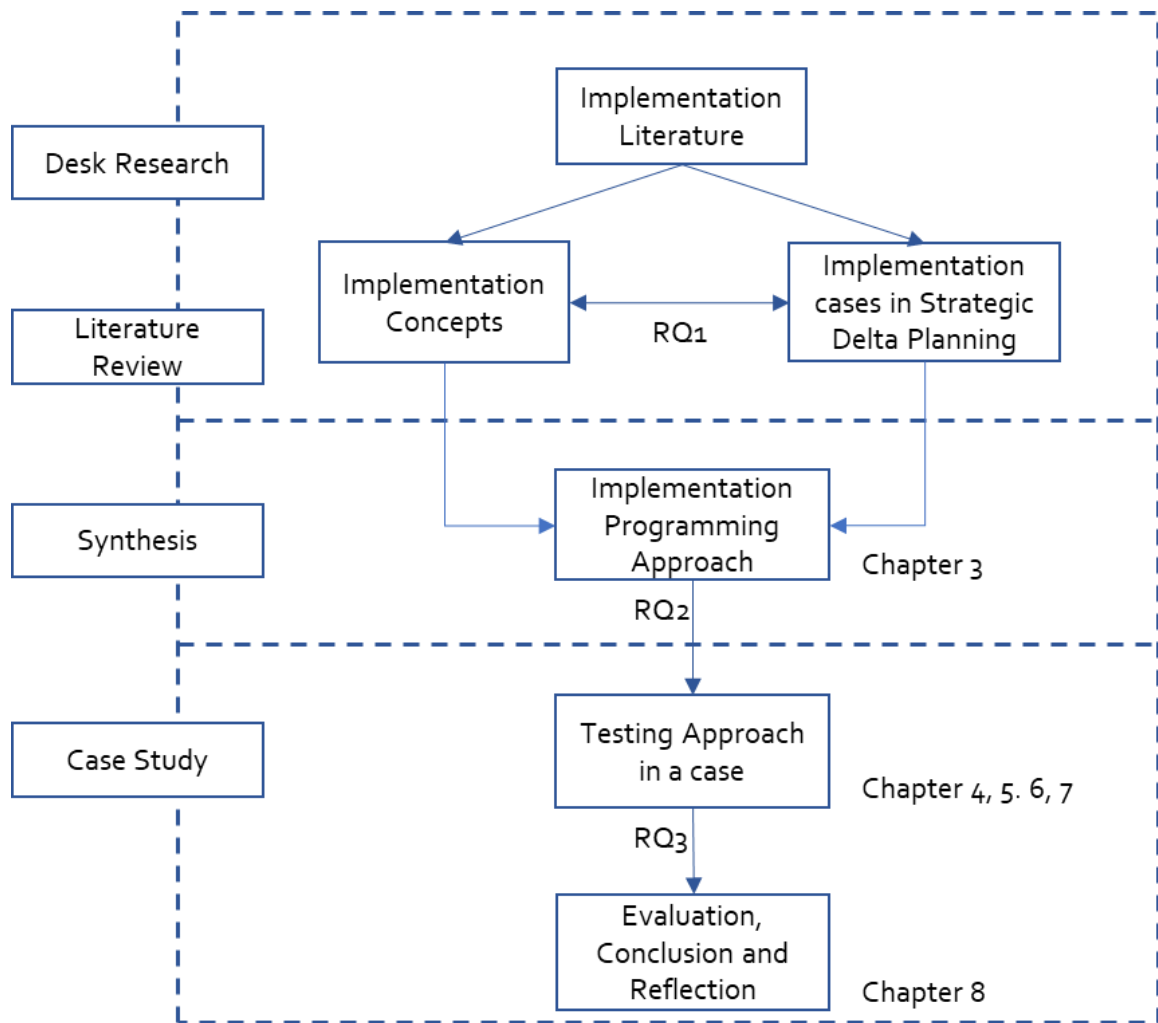 Implementation
Literature
Desk Research
Implementation
Concepts
Implementation
cases in Strategic
Delta Planning
RQ1
Literature
Review
Implementation
Programming
Approach
Synthesis
Chapter 3
RQ2
Testing Approach
in a case
Case Study
Chapter 4, 5. 6, 7
RQ3
Evaluation,
Conclusion and
Reflection
Chapter 8